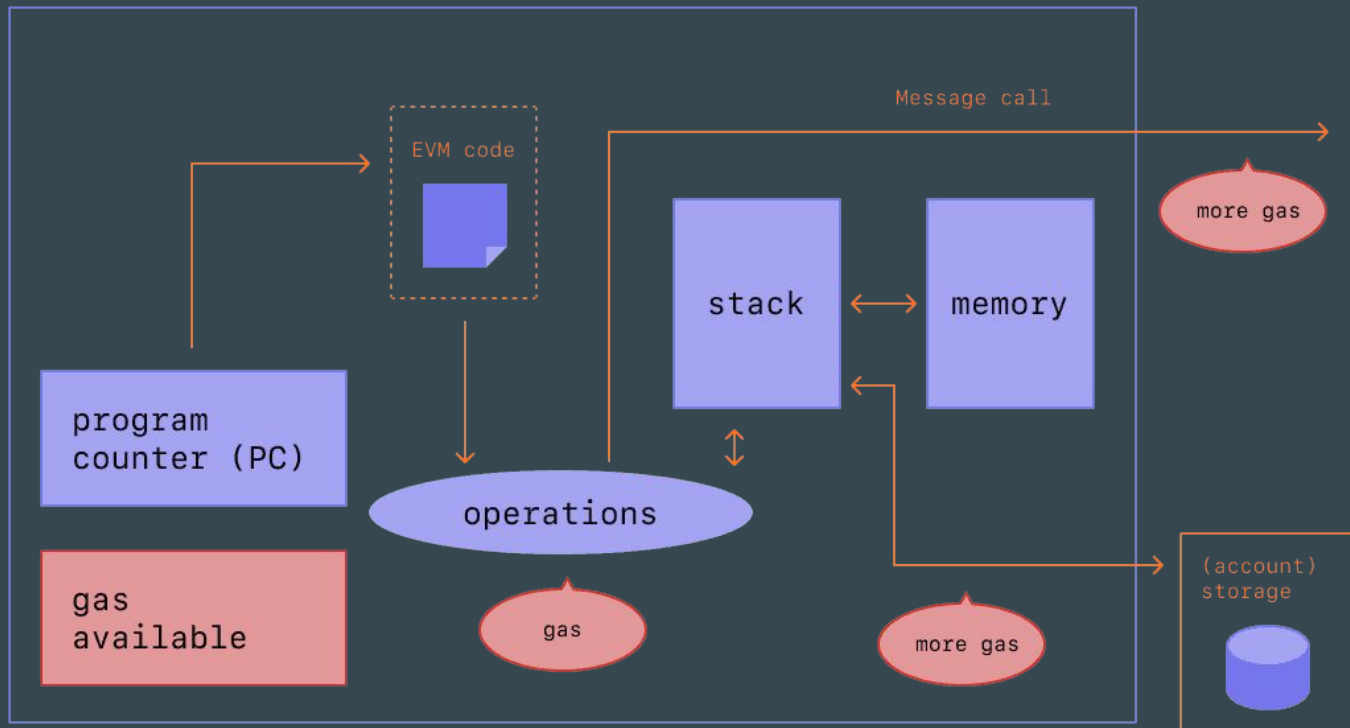 Message call
EVM code
more gas
stack
memory
program
counter (PC)
operations
(account)
storage
gas
available
gas
more gas